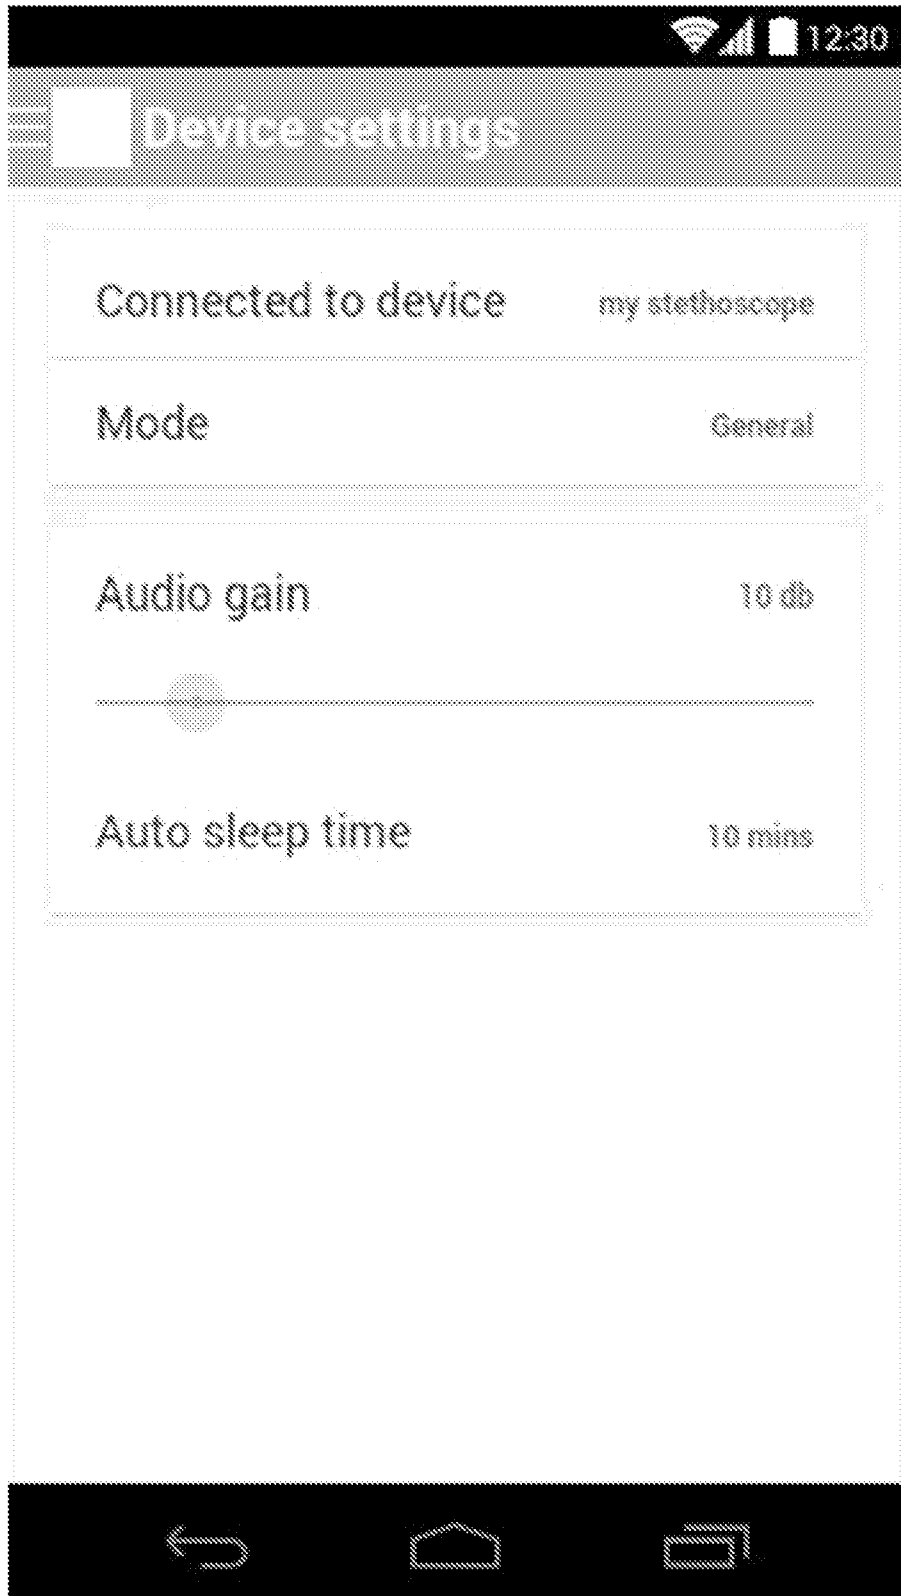 12:30
Device settings
Connected to device my stethoscope
Mode General
Audio gain 10 db
Auto sleep time 10 mins